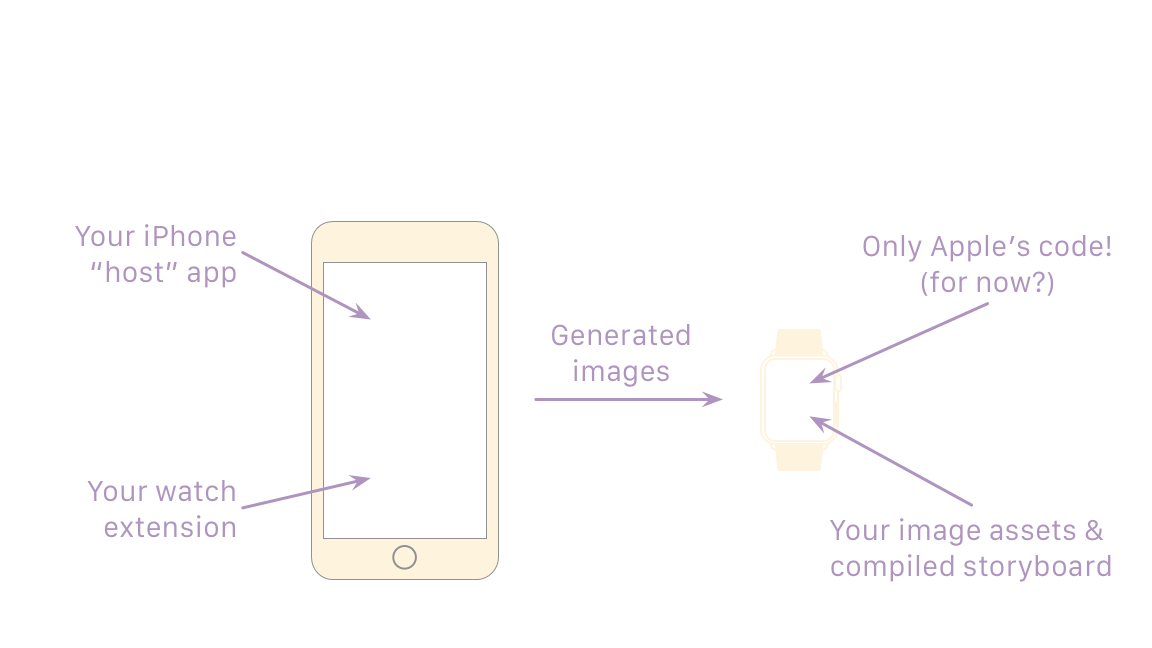 Your iPhone
“host” app
Your watch
extension
Generated
images
Only Apple’s code!
(for now?)
Your image assets &
compiled storyboard